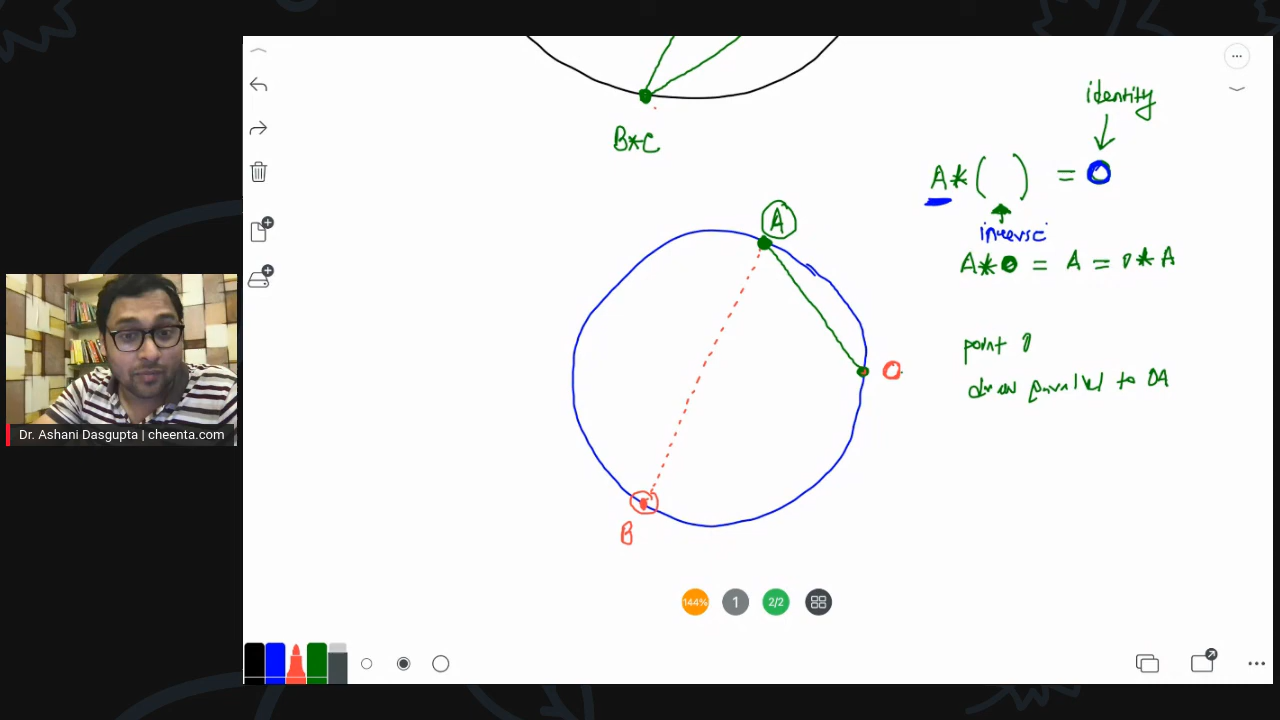 identity
B*C
A*( ) = O
A
inverse
A*O = A = O*A
point O
O
draw parallel to OA
Dr. Ashani Dasgupta | cheenta.com
B
144%
1
2/2